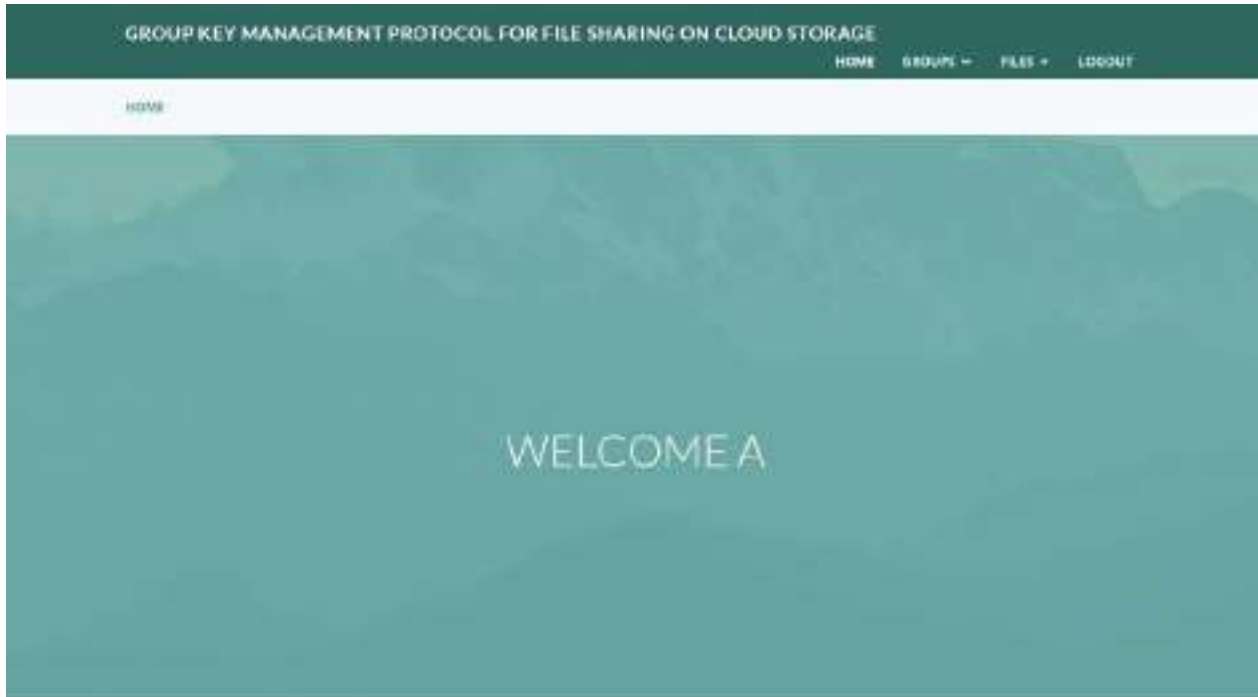 GROUP KEY MANAGEMENT PROTOCOL FOR FILE SHARING ON CLOUD STORAGE
HOME GROUPS FILES LOGOUT
HOME
WELCOME A